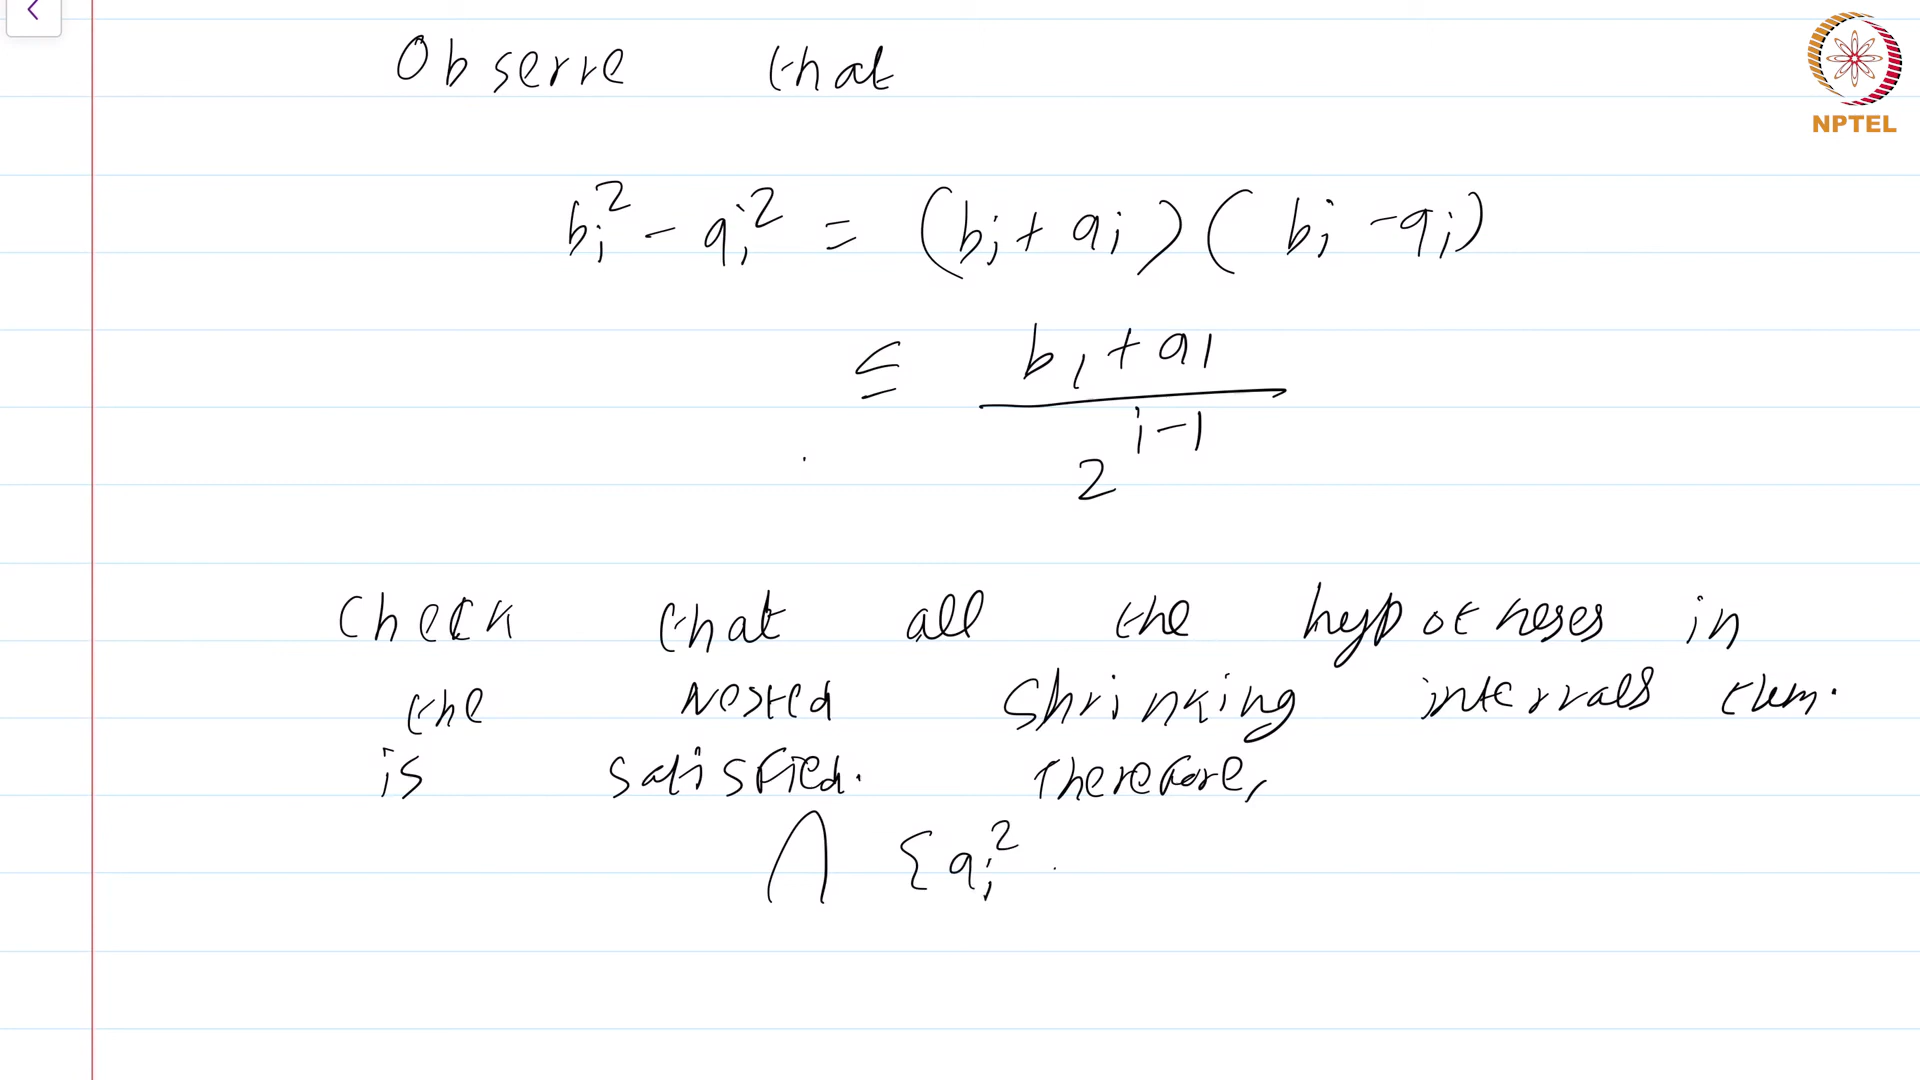 Observe that
NPTEL
b_i^2 - a_i^2 = (b_i + a_i)(b_i - a_i)
≤ \frac{b_1 + a_1}{2^{i-1}}
Check that all the hypotheses in
the Nested Shrinking intervals thm.
is satisfied. Therefore,
∩ {a_i^2